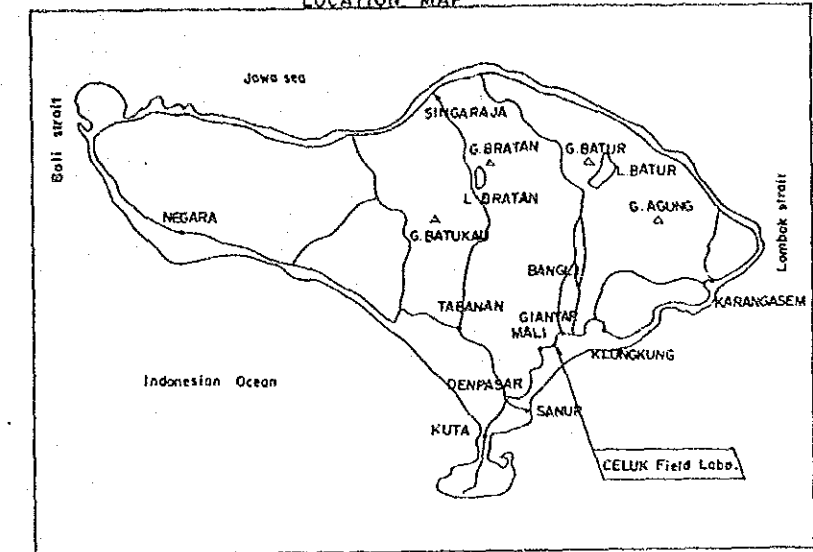 LOCATION MAP
Jawa sea
Bali strait
SINGARAJA
G.BRATAN
G.BATUR
L.BATUR
L.BRATAN
G.AGUNG
Lombok strait
NEGARA
G.BATUKAU
BANGLI
TABANAN
GIANYAR
MALI
KARANGASEM
KLUNGKUNG
Indonesian Ocean
DENPASAR
SANUR
KUTA
CELUK Field Labo.